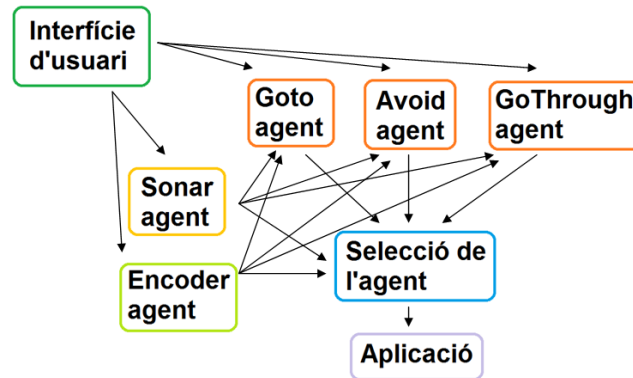 Interfície
d'usuari
Goto
agent
Avoid
agent
GoThrough
agent
Sonar
agent
Encoder
agent
Selecció de
l'agent
Aplicació